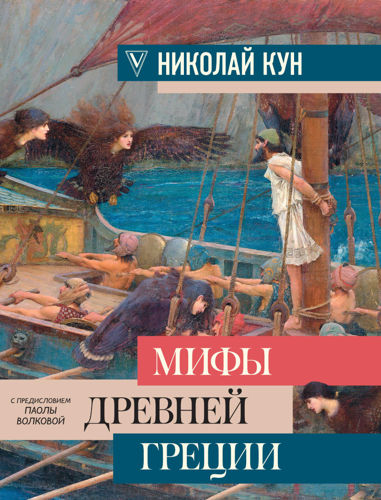 НИКОЛАЙ КУН
МИФЫ
С ПРЕДИСЛОВИЕМ
ПАОЛЫ
ВОЛКОВОЙ
ДРЕВНЕЙ
ГРЕЦИИ